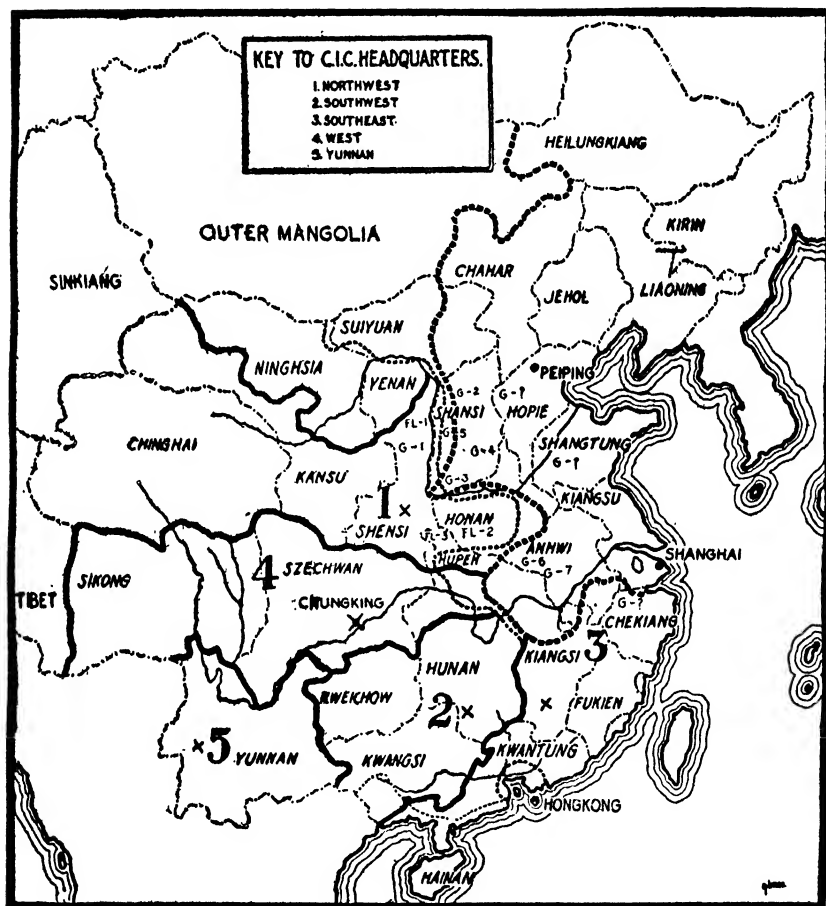 KEY TO C.I.C. HEADQUARTERS.
1. NORTHWEST
2. SOUTHWEST
3. SOUTHEAST.
4. WEST
5. YUNNAN
HEILUNGKIANG
OUTER MANGOLIA
KIRIN
CHAHAR
SINKIANG
JEHOL
LIAONING
SUIYUAN
NINGHSIA
YENAN
PEIPING
G-2
G-?
SHANSI
HOPIE
FL-1
G-5
G-1
G-4
SHANGTUNG
G-?
CHINGHAI
KANSU
G-3
KIANGSU
1 ×
HONAN
SHENSI
FL-3
FL-2
ANHWI
HUPEH
G-6
G-7
SHANGHAI
4 SZECHWAN
SIKONG
TIBET
CHUNGKING
G-?
CHEKIANG
3
KIANGSI
HUNAN
KWEKHOW
2 ×
FUKIEN
× 5 YUNNAN
KWANGSI
KWANTUNG
HONGKONG
HAINAN